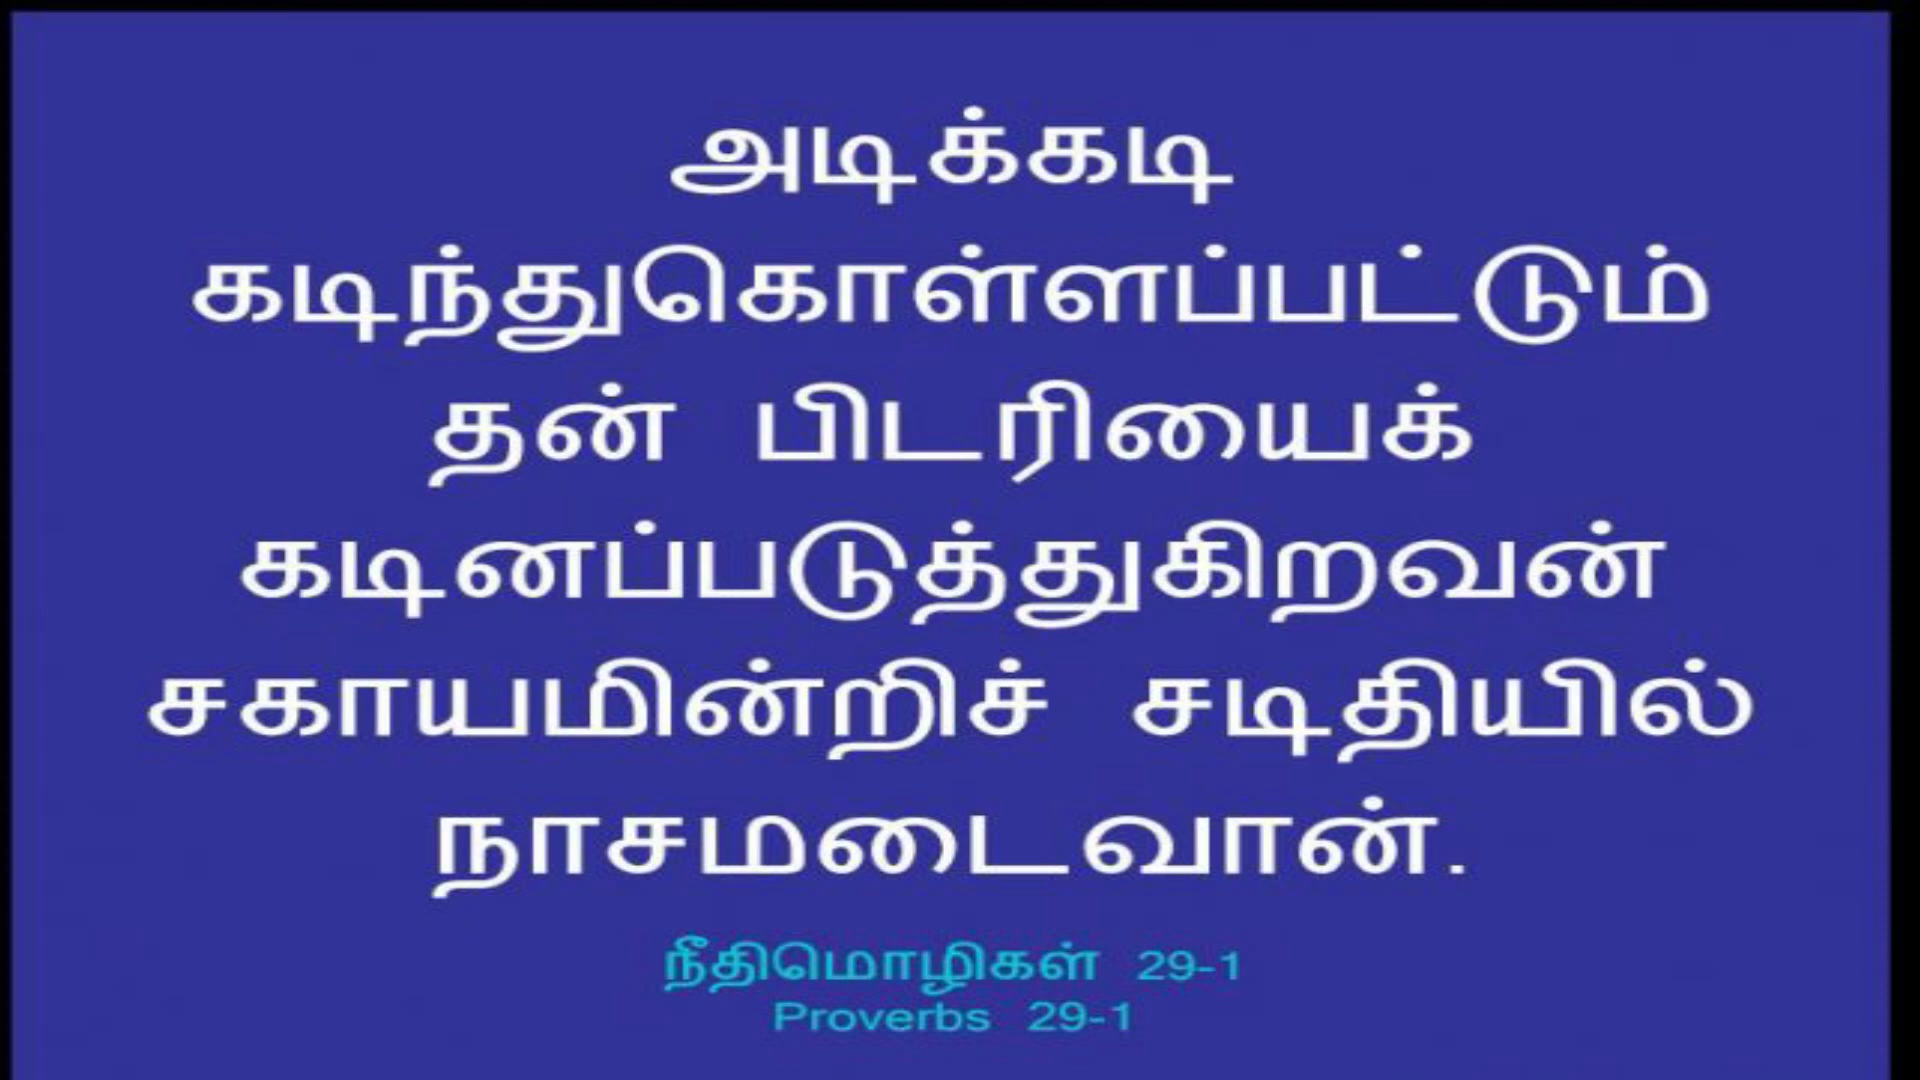 அடிக்கடி
கடிந்துகொள்ளப்பட்டும்
தன் பிடரியைக்
கடினப்படுத்துகிறவன்
சகாயமின்றிச் சடிதியில்
நாசமடைவான்.
நீதிமொழிகள் 29-1
Proverbs 29-1